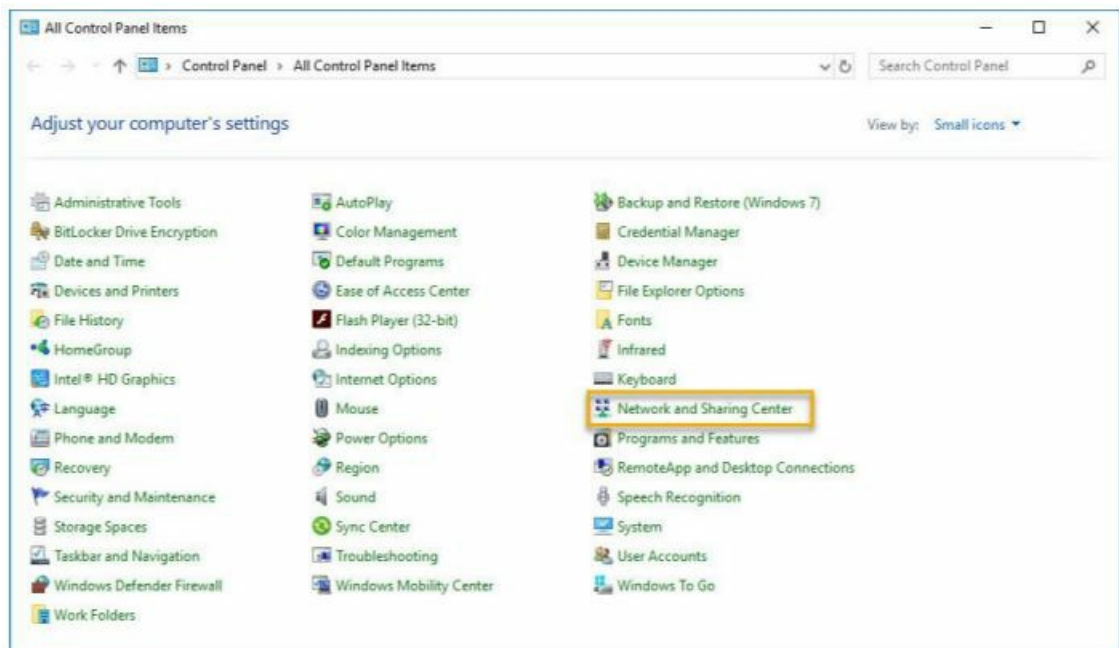 All Control Panel Items
Control Panel > All Control Panel Items
Search Control Panel
Adjust your computer's settings
View by: Small icons
Administrative Tools
AutoPlay
Backup and Restore (Windows 7)
BitLocker Drive Encryption
Color Management
Credential Manager
Date and Time
Default Programs
Device Manager
Devices and Printers
Ease of Access Center
File Explorer Options
File History
Flash Player (32-bit)
Fonts
HomeGroup
Indexing Options
Infrared
Intel® HD Graphics
Internet Options
Keyboard
Language
Mouse
Network and Sharing Center
Phone and Modem
Power Options
Programs and Features
Recovery
Region
RemoteApp and Desktop Connections
Security and Maintenance
Sound
Speech Recognition
Storage Spaces
Sync Center
System
Taskbar and Navigation
Troubleshooting
User Accounts
Windows Defender Firewall
Windows Mobility Center
Windows To Go
Work Folders